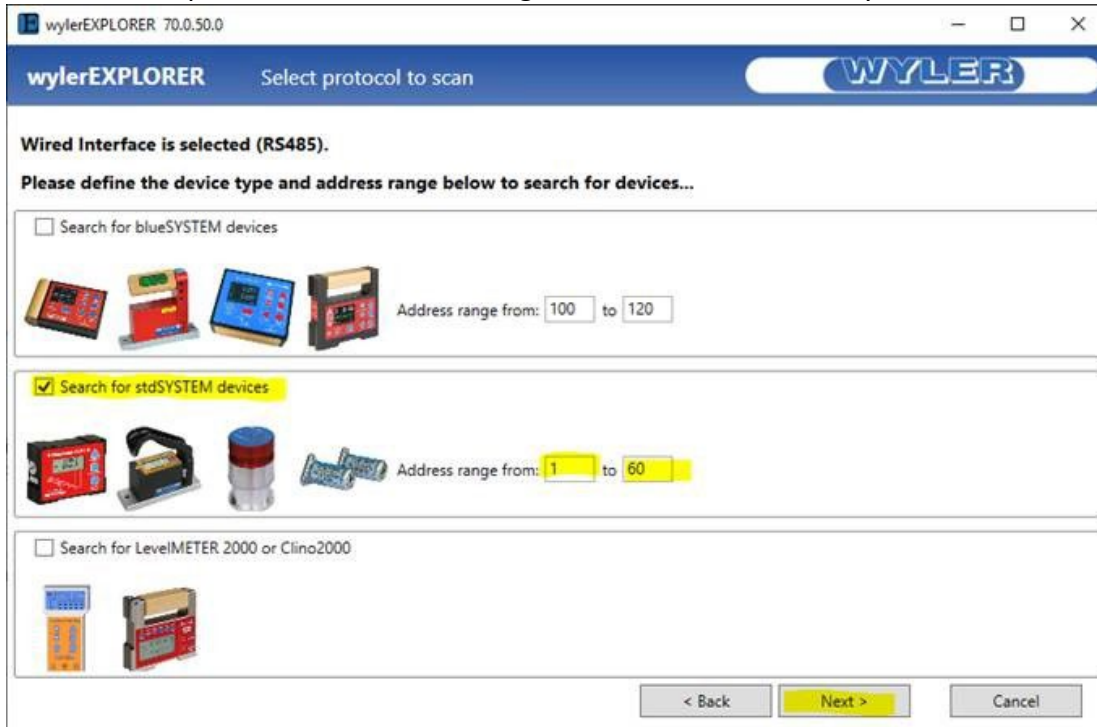 wylerEXPLORER 70.0.50.0
wylerEXPLORER Select protocol to scan WYLER
Wired Interface is selected (RS485).
Please define the device type and address range below to search for devices...
Search for blueSYSTEM devices
Address range from: 100 to 120
Search for stdSYSTEM devices
Address range from: 1 to 60
Search for LevelMETER 2000 or Clino2000
< Back Next > Cancel